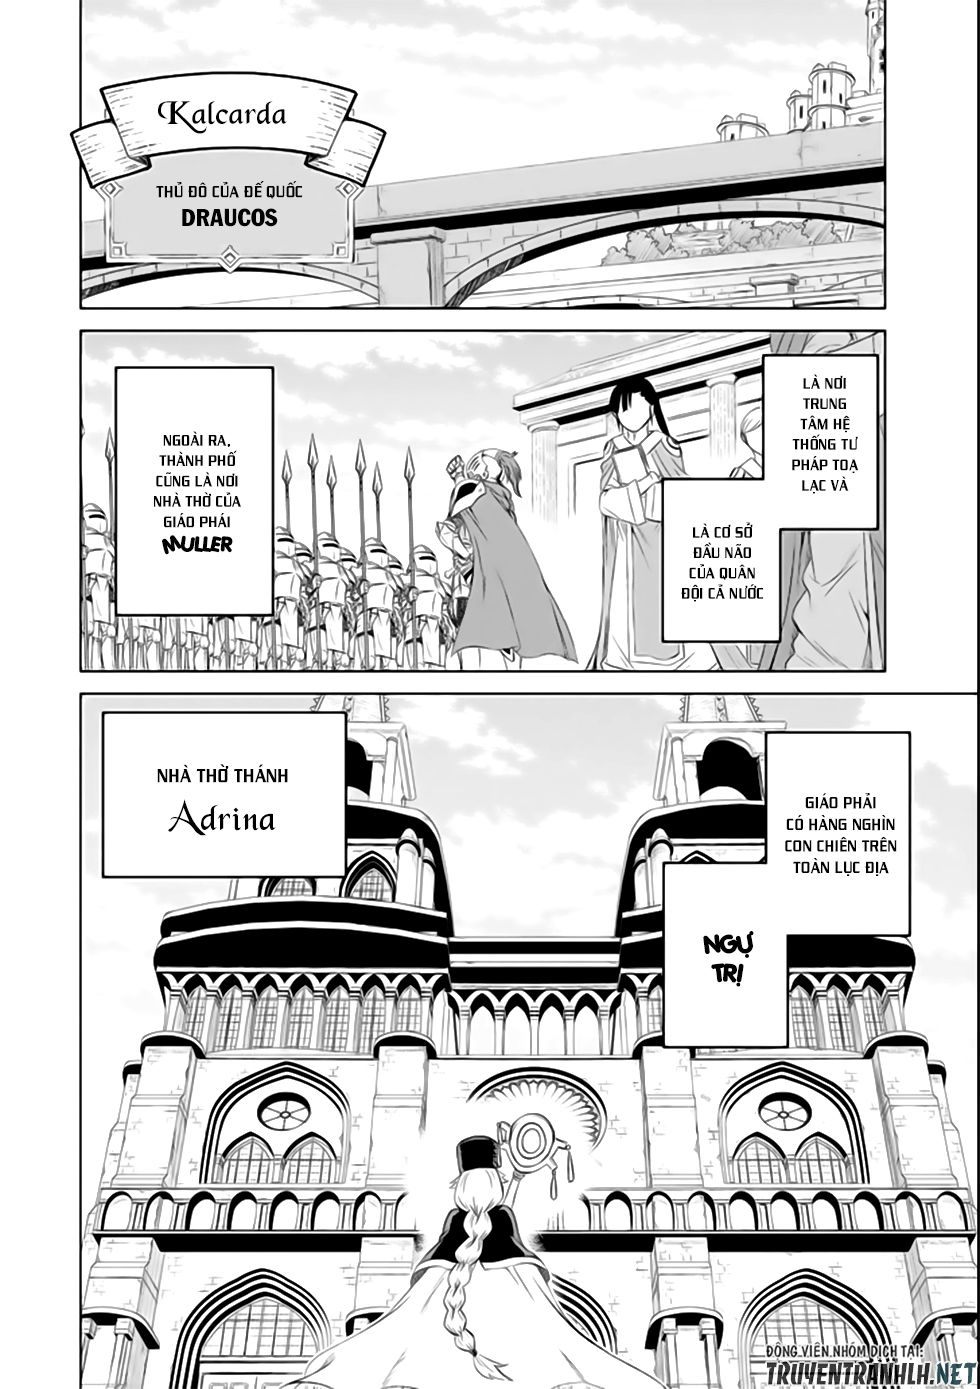 Kalcarda
THỦ ĐÔ CỦA ĐẾ QUỐC
DRAUCOS
LÀ NƠI
TRUNG
TÂM HỆ
THỐNG TƯ
PHÁP TOẠ
LẠC VÀ
LÀ CƠ SỞ
ĐẦU NÃO
CỦA QUÂN
ĐỘI CẢ NƯỚC
NGOÀI RA,
THÀNH PHỐ
CŨNG LÀ NƠI
NHÀ THỜ CỦA
GIÁO PHÁI
MULLER
GIÁO PHÁI
CÓ HÀNG NGHÌN
CON CHIÊN TRÊN
TOÀN LỤC ĐỊA
NGỰ
TRỊ
NHÀ THỜ THÁNH
Adrina
ĐỘNG VIÊN NHÓM DỊCH TẠI:
TRUYENTRANHLH.NET